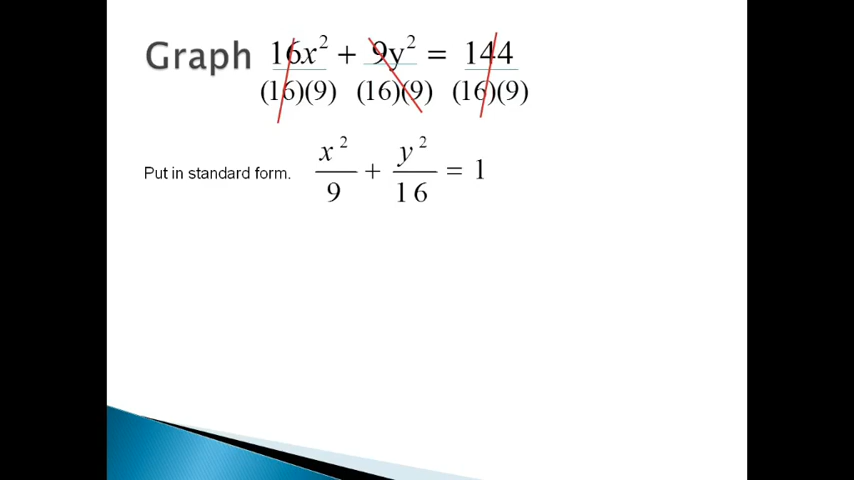 Graph 16x² + 9y² = 144
(16)(9) (16)(9) (16)(9)
Put in standard form. x²/9 + y²/16 = 1